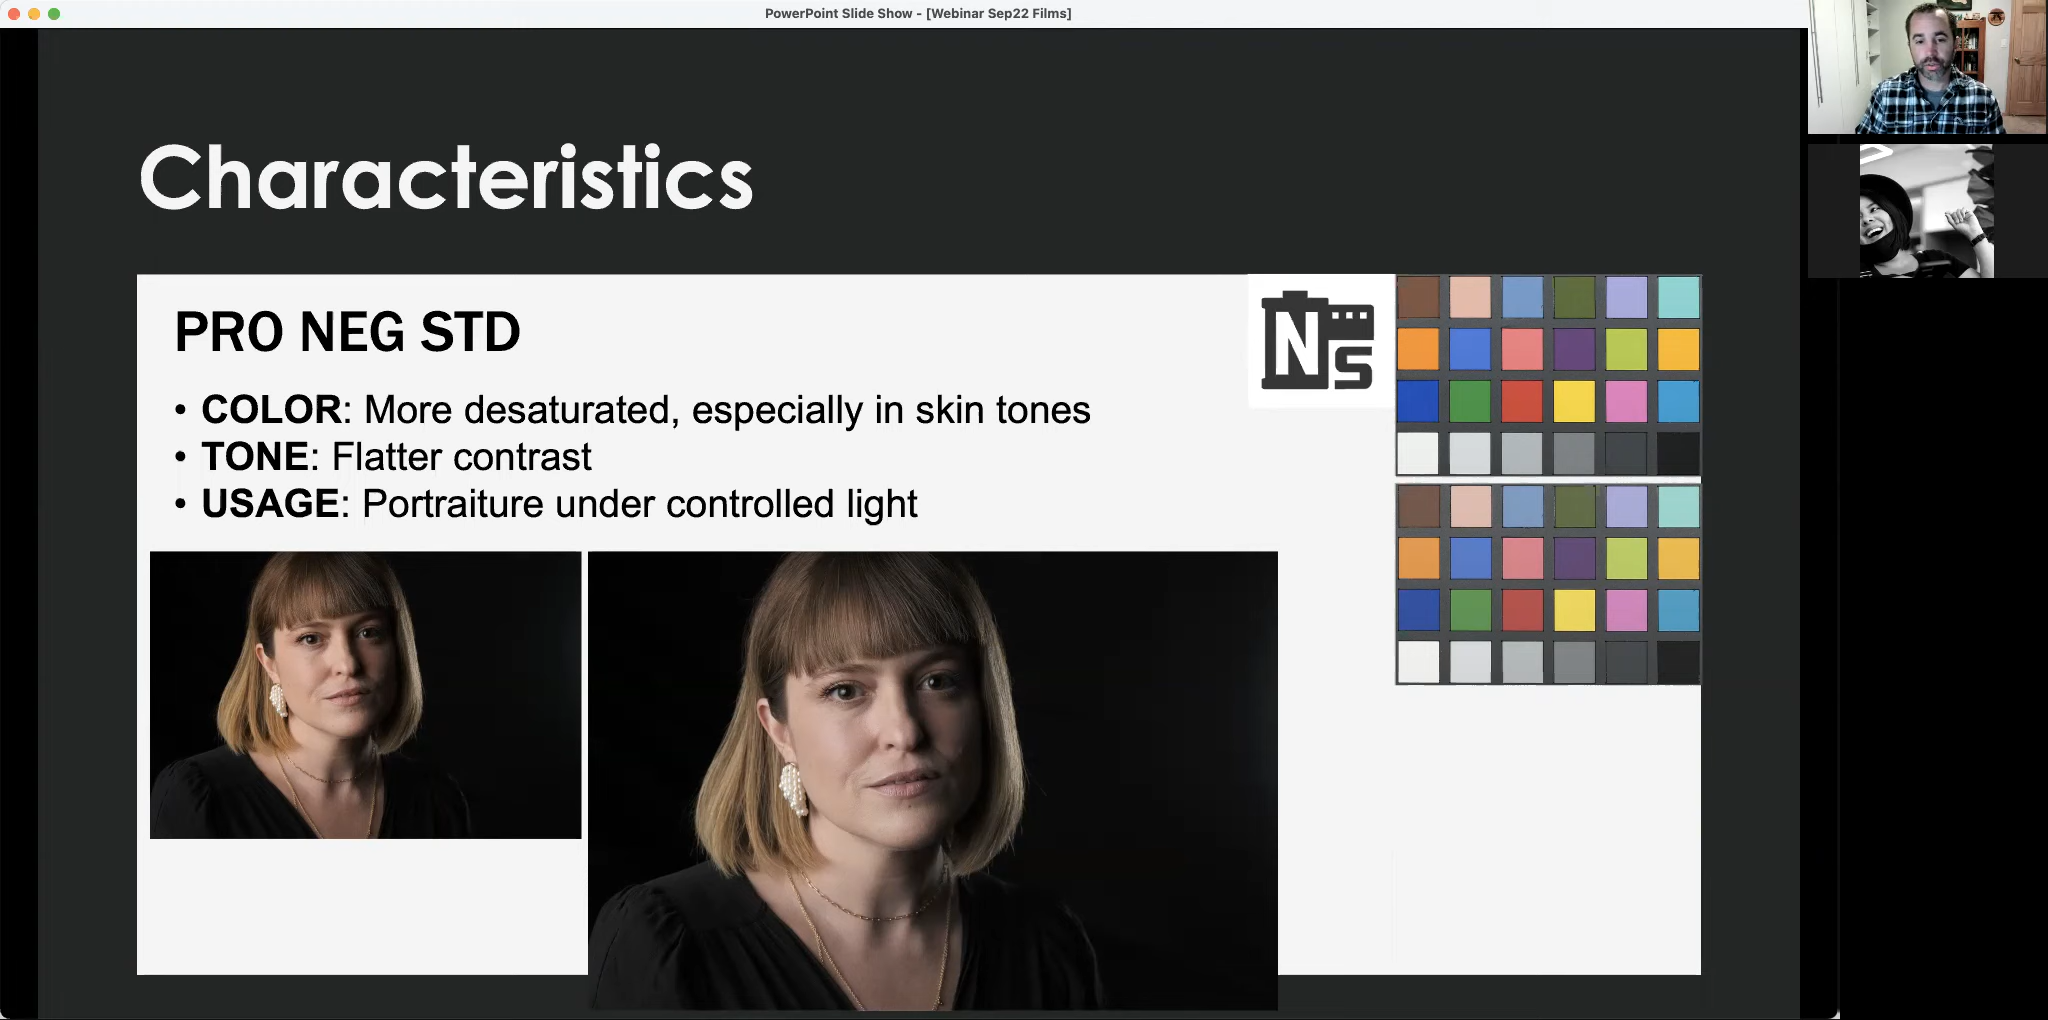 PowerPoint Slide Show - [Webinar Sep22 Films]
Characteristics
PRO NEG STD
• COLOR: More desaturated, especially in skin tones
• TONE: Flatter contrast
• USAGE: Portraiture under controlled light
N S